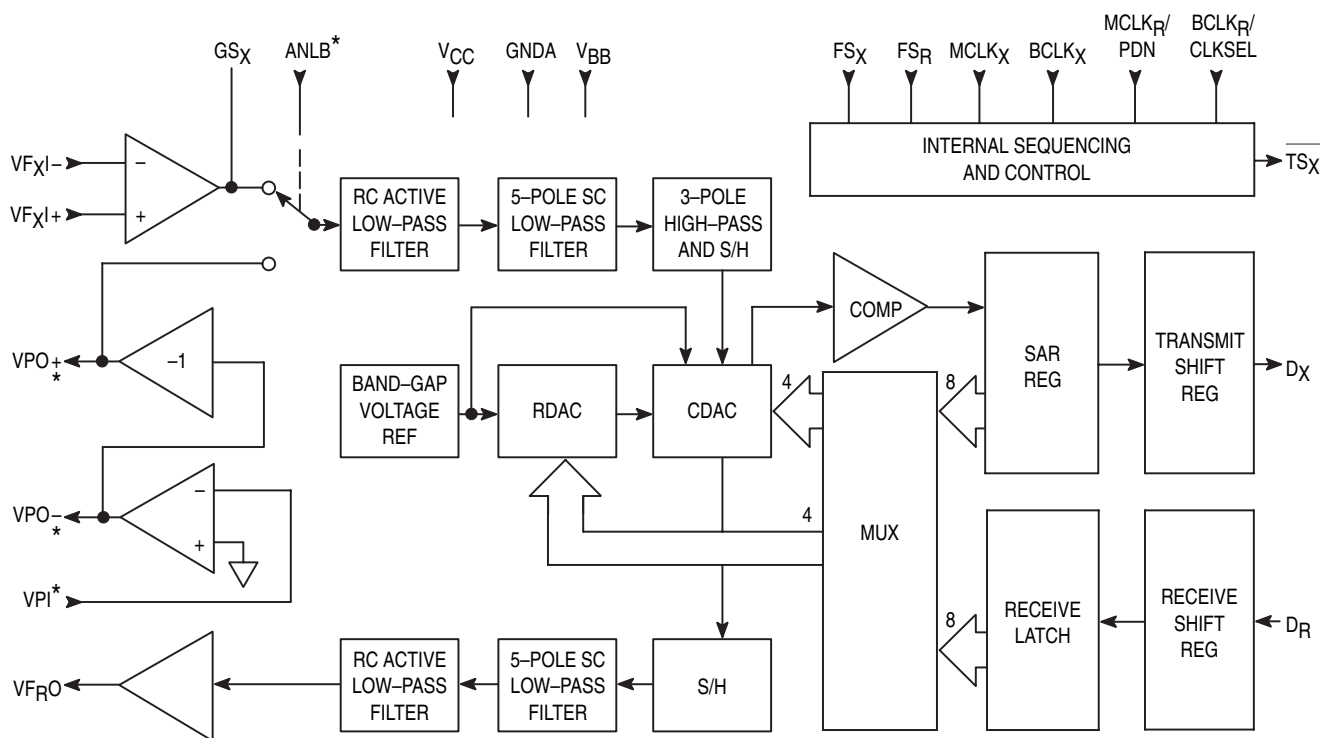 GSX
ANLB*
VCC
GNDA
VBB
FSX
FSR
MCLKX
BCLKX
MCLKR/
PDN
BCLKR/
CLKSEL
INTERNAL SEQUENCING
AND CONTROL
TSX
VFXI–
VFXI+
–
+
RC ACTIVE
LOW–PASS
FILTER
5–POLE SC
LOW–PASS
FILTER
3–POLE
HIGH–PASS
AND S/H
COMP
SAR
REG
TRANSMIT
SHIFT
REG
DX
VPO+
*
–1
BAND–GAP
VOLTAGE
REF
RDAC
CDAC
4
8
MUX
VPO–
*
–
+
4
VPI*
RECEIVE
LATCH
8
RECEIVE
SHIFT
REG
DR
VFRO
RC ACTIVE
LOW–PASS
FILTER
5–POLE SC
LOW–PASS
FILTER
S/H